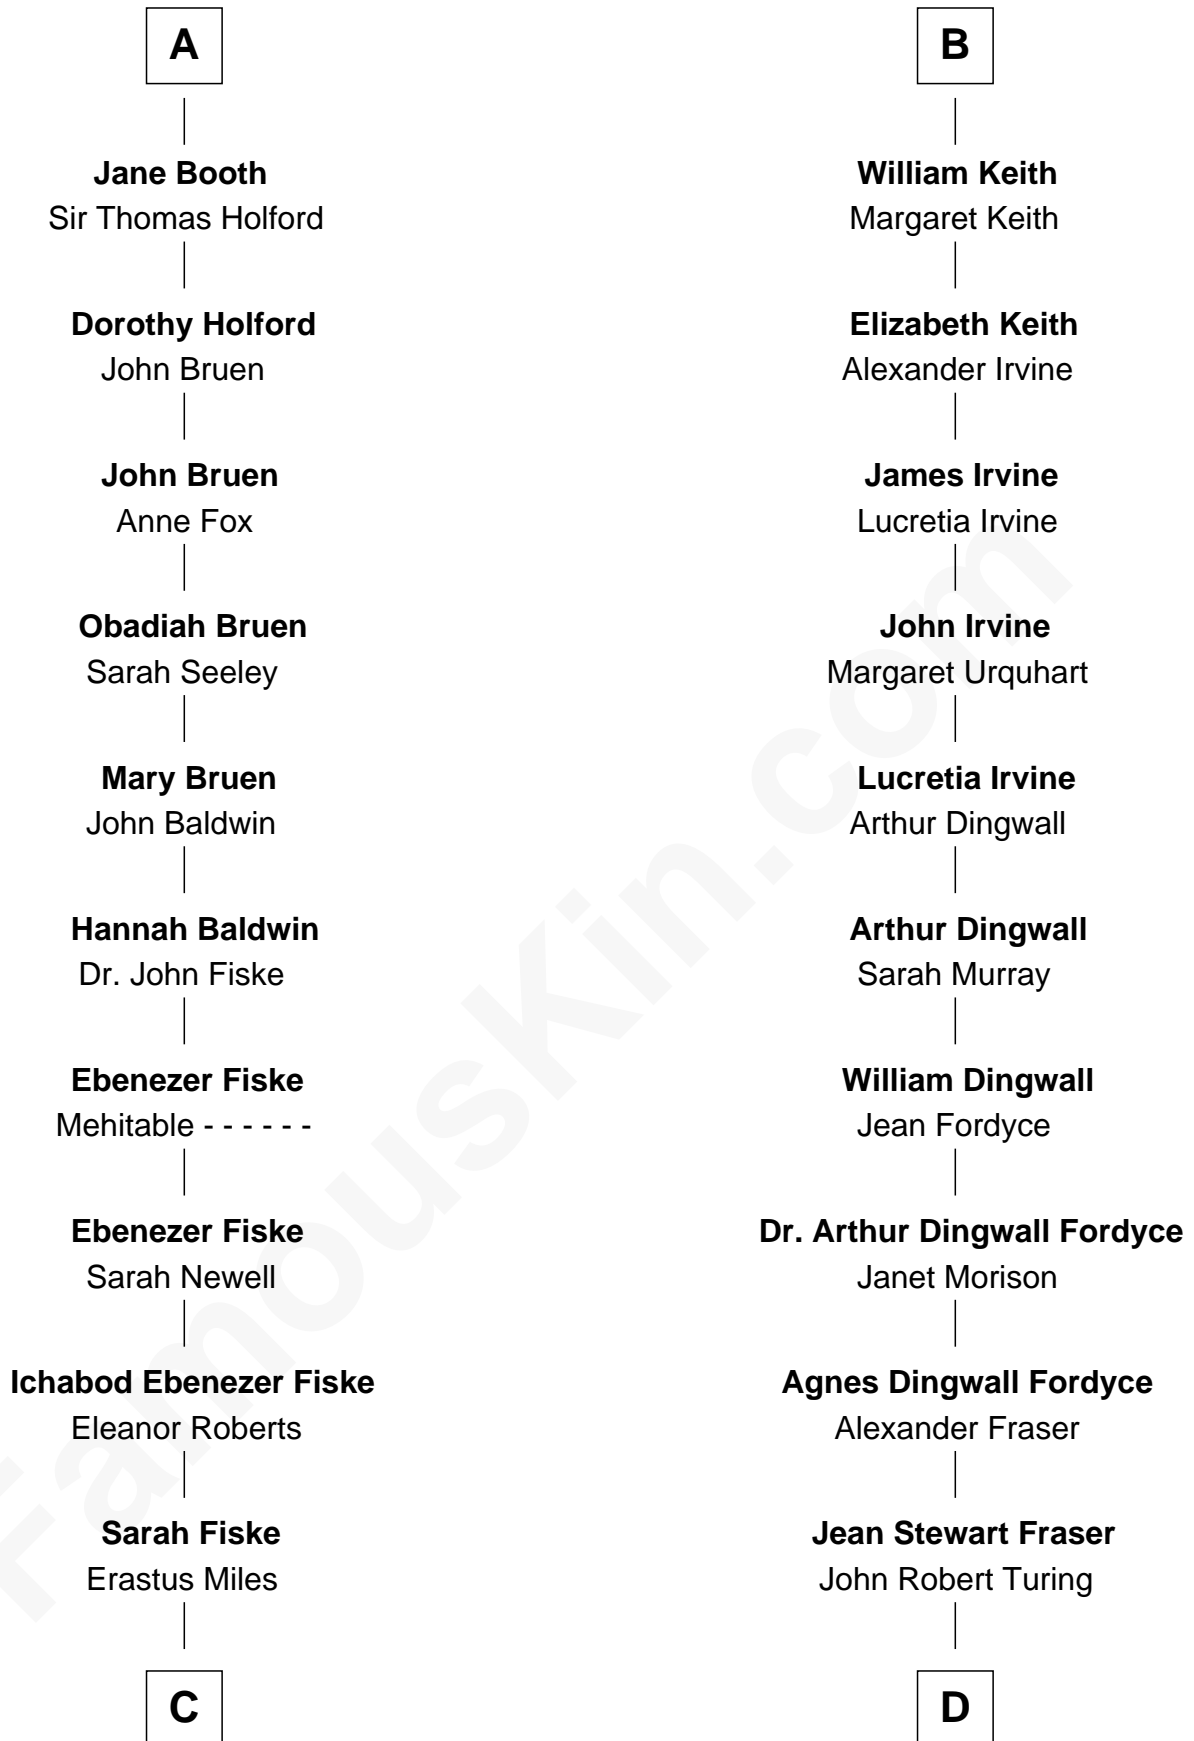 A
Jane Booth
Sir Thomas Holford
Dorothy Holford
John Bruen
John Bruen
Anne Fox
Obadiah Bruen
Sarah Seeley
Mary Bruen
John Baldwin
Hannah Baldwin
Dr. John Fiske
Ebenezer Fiske
Mehitable - - - - - -
Ebenezer Fiske
Sarah Newell
Ichabod Ebenezer Fiske
Eleanor Roberts
Sarah Fiske
Erastus Miles
C
B
William Keith
Margaret Keith
Elizabeth Keith
Alexander Irvine
James Irvine
Lucretia Irvine
John Irvine
Margaret Urquhart
Lucretia Irvine
Arthur Dingwall
Arthur Dingwall
Sarah Murray
William Dingwall
Jean Fordyce
Dr. Arthur Dingwall Fordyce
Janet Morison
Agnes Dingwall Fordyce
Alexander Fraser
Jean Stewart Fraser
John Robert Turing
D
FamousKin.com